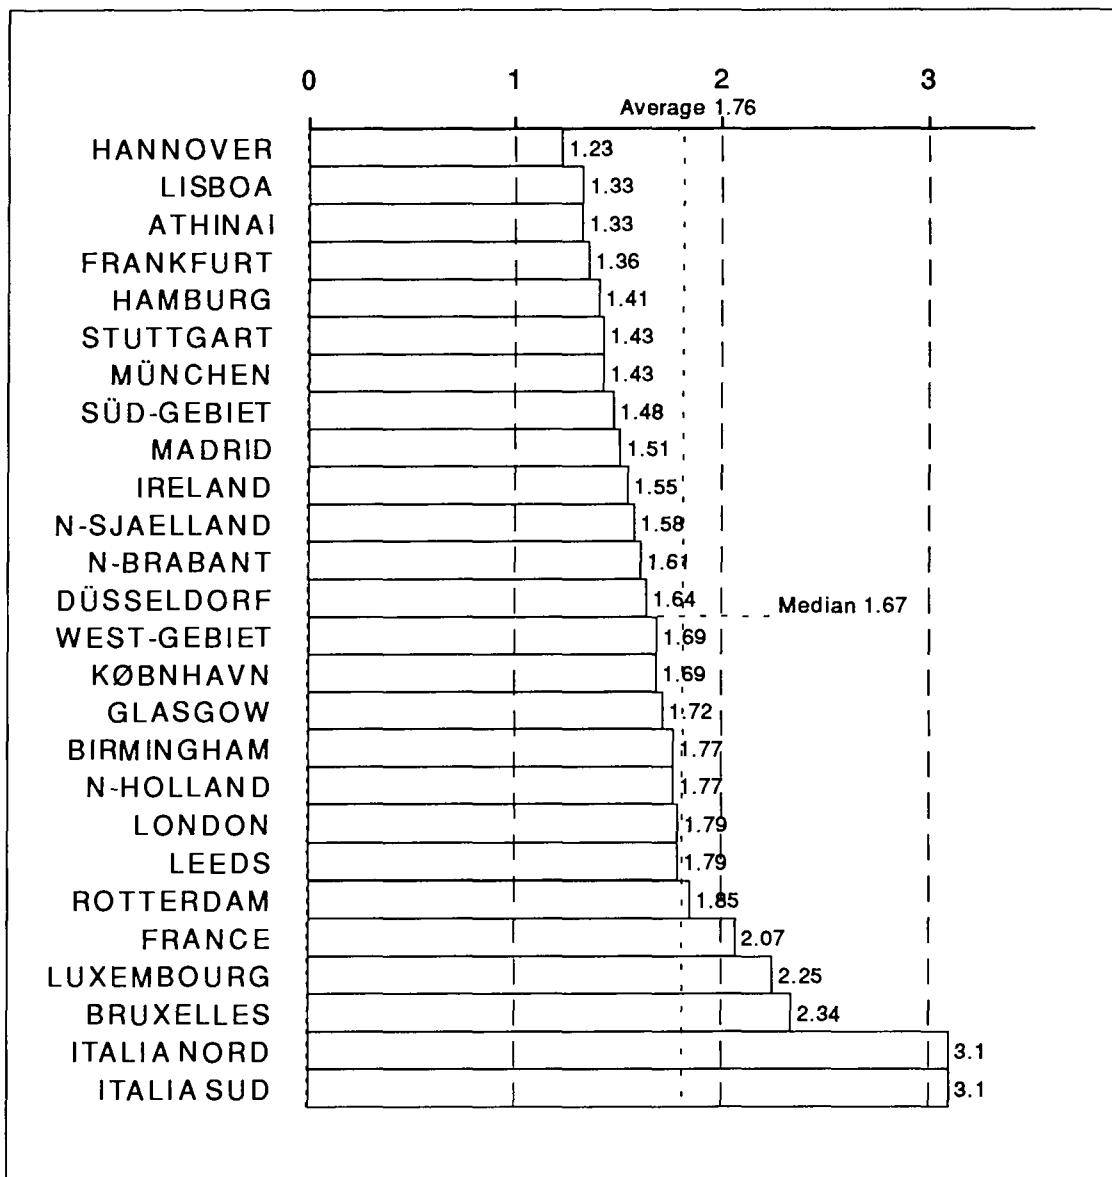 0 1 2 3
Average 1.76
HANNOVER 1.23
LISBOA 1.33
ATHINAI 1.33
FRANKFURT 1.36
HAMBURG 1.41
STUTTGART 1.43
MÜNCHEN 1.43
SÜD-GEBIET 1.48
MADRID 1.51
IRELAND 1.55
N-SJAELLAND 1.58
N-BRABANT 1.61
DÜSSELDORF 1.64
Median 1.67
WEST-GEBIET 1.69
KØBNHAVN 1.69
GLASGOW 1.72
BIRMINGHAM 1.77
N-HOLLAND 1.77
LONDON 1.79
LEEDS 1.79
ROTTERDAM 1.85
FRANCE 2.07
LUXEMBOURG 2.25
BRUXELLES 2.34
ITALIA NORD 3.1
ITALIA SUD 3.1